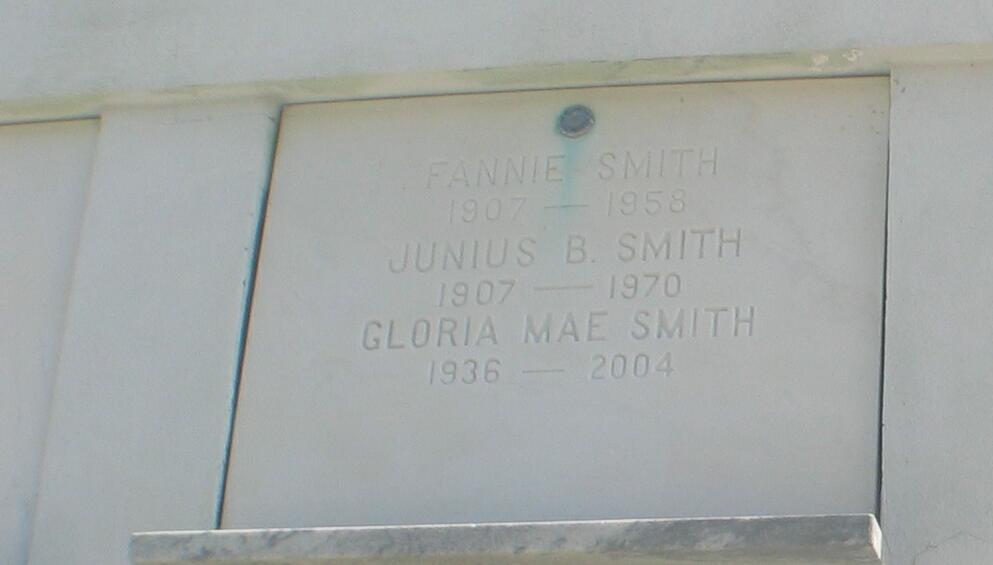 FANNIE SMITH
1907 — 1958
JUNIUS B. SMITH
1907 — 1970
GLORIA MAE SMITH
1936 — 2004